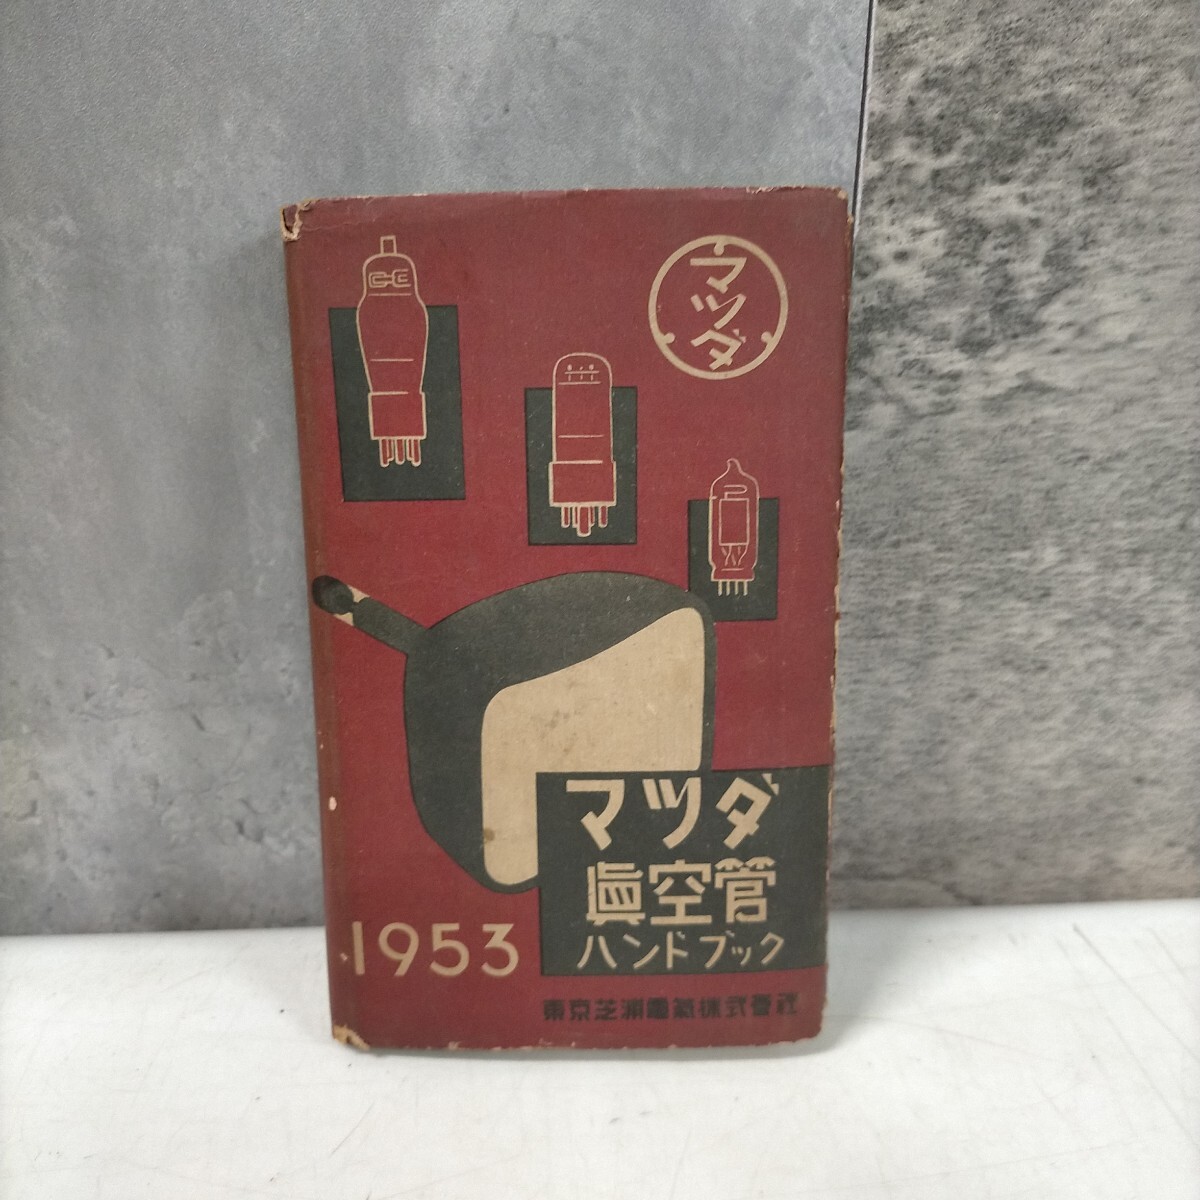 マツダ
マツダ
眞空管
ハンドブック
1953
東京芝浦電氣株式會社